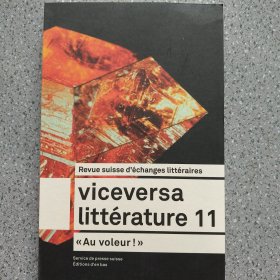 Revue suisse d'échanges littéraires
viceversa
littérature 11
« Au voleur ! »
Service de presse suisse
Éditions d'en bas